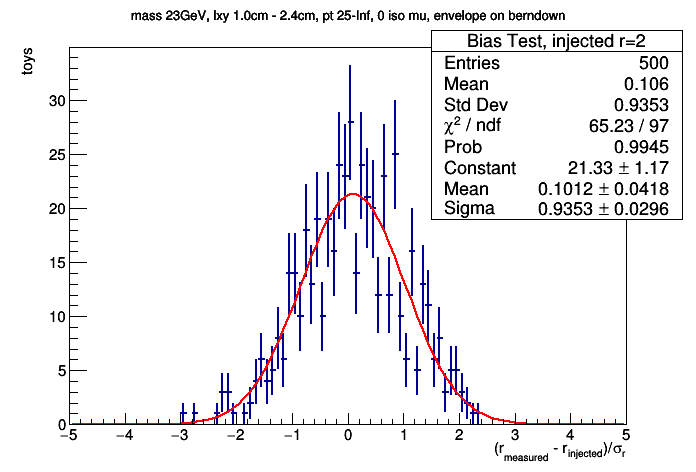 mass 23GeV, lxy 1.0cm - 2.4cm, pt 25-Inf, 0 iso mu, envelope on berndown
toys
Bias Test, injected r=2
Entries 500
Mean 0.106
Std Dev 0.9353
χ² / ndf 65.23 / 97
Prob 0.9945
Constant 21.33 ± 1.17
Mean 0.1012 ± 0.0418
Sigma 0.9353 ± 0.0296
30
25
20
15
10
5
0
−5 −4 −3 −2 −1 0 1 2 3 4 5
(r_measured - r_injected)/σ_r